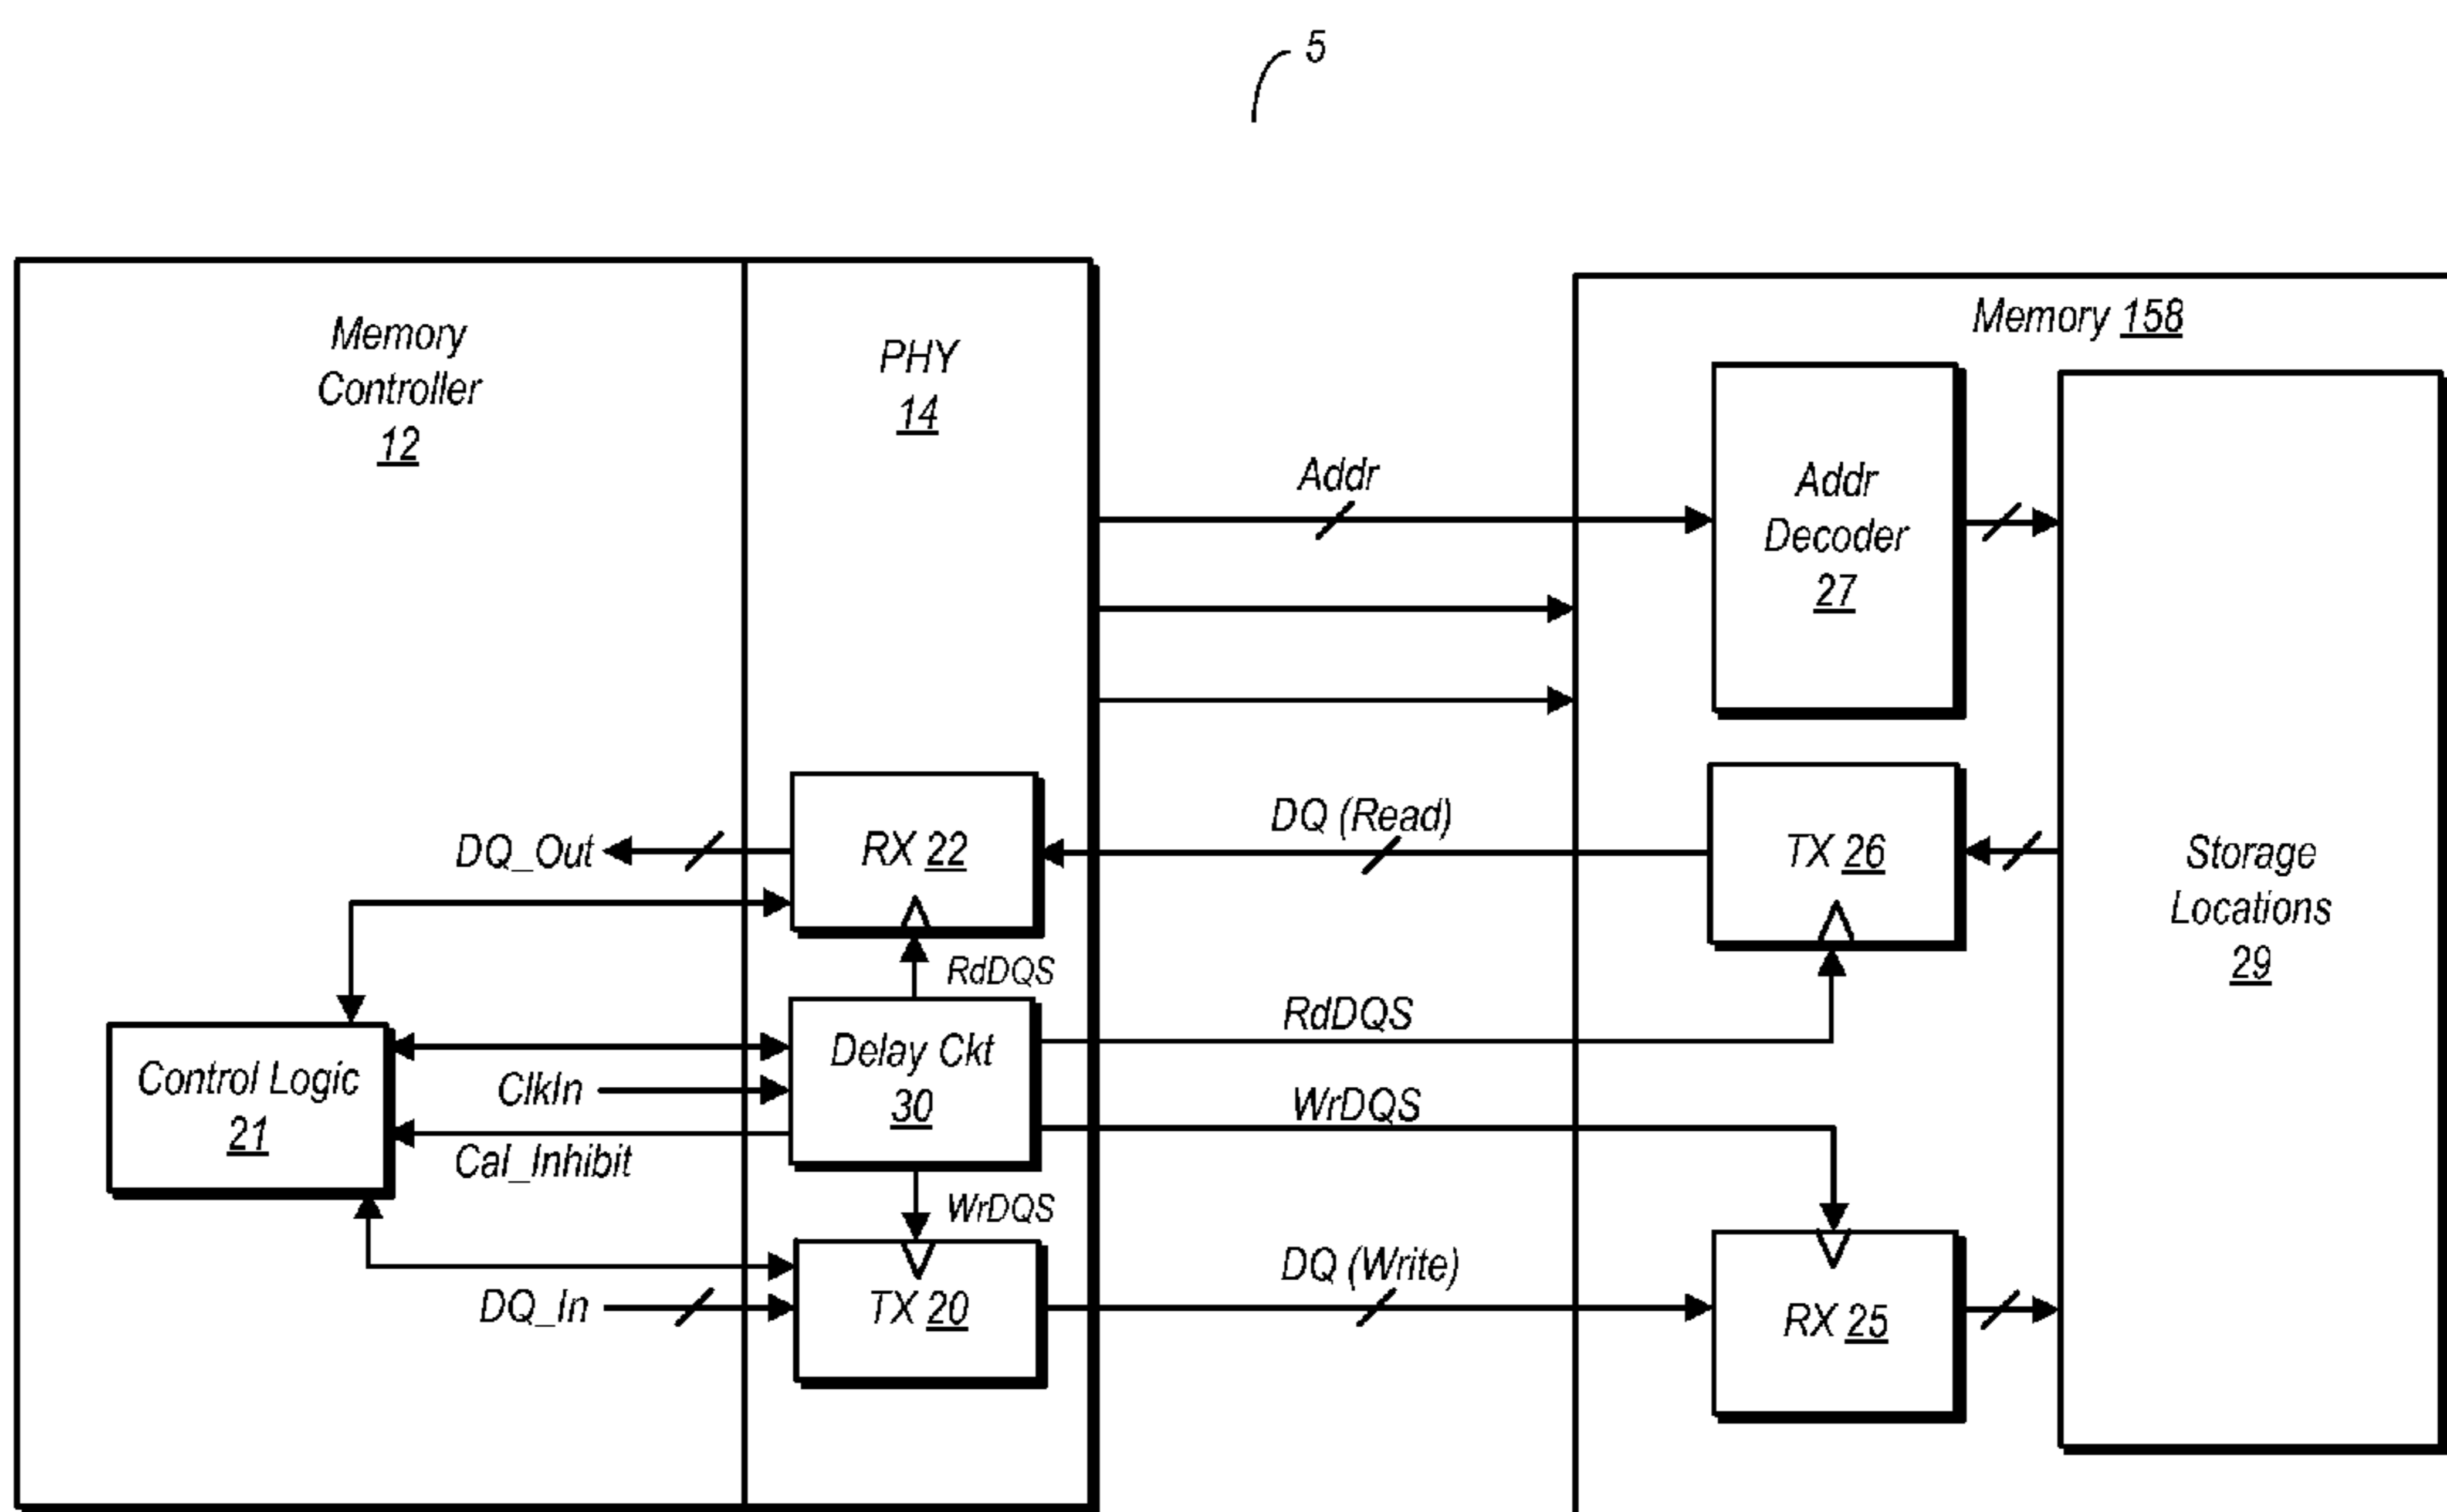 5
Memory
Controller
12
PHY
14
Memory 158
Addr
Addr
Decoder
27
DQ_Out
RX 22
DQ (Read)
TX 26
Storage
Locations
29
RdDQS
RdDQS
Control Logic
21
ClkIn
Cal_Inhibit
Delay Ckt
30
WrDQS
WrDQS
DQ_In
TX 20
DQ (Write)
RX 25